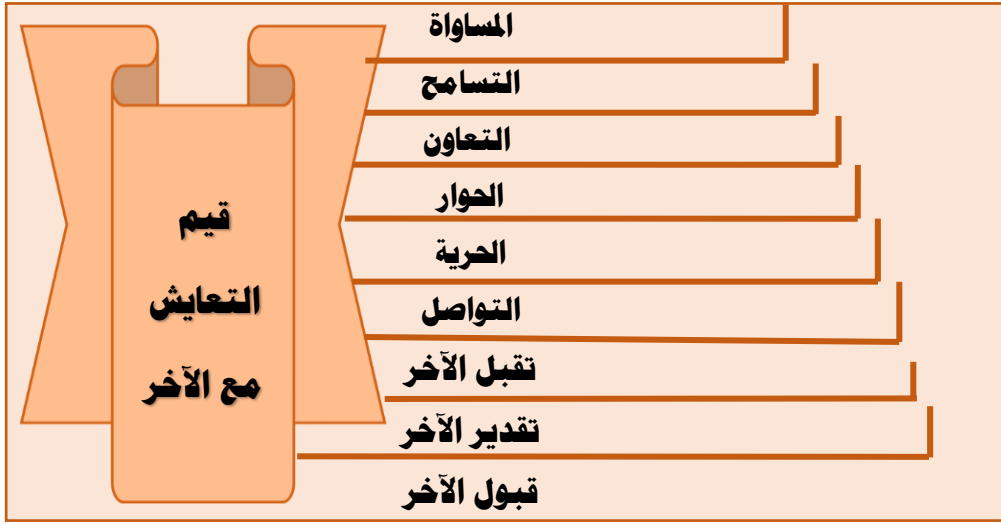 قيم
التعايش
مع الآخر
المساواة
التسامح
التعاون
الحوار
الحرية
التواصل
تقبل الآخر
تقدير الآخر
قبول الآخر